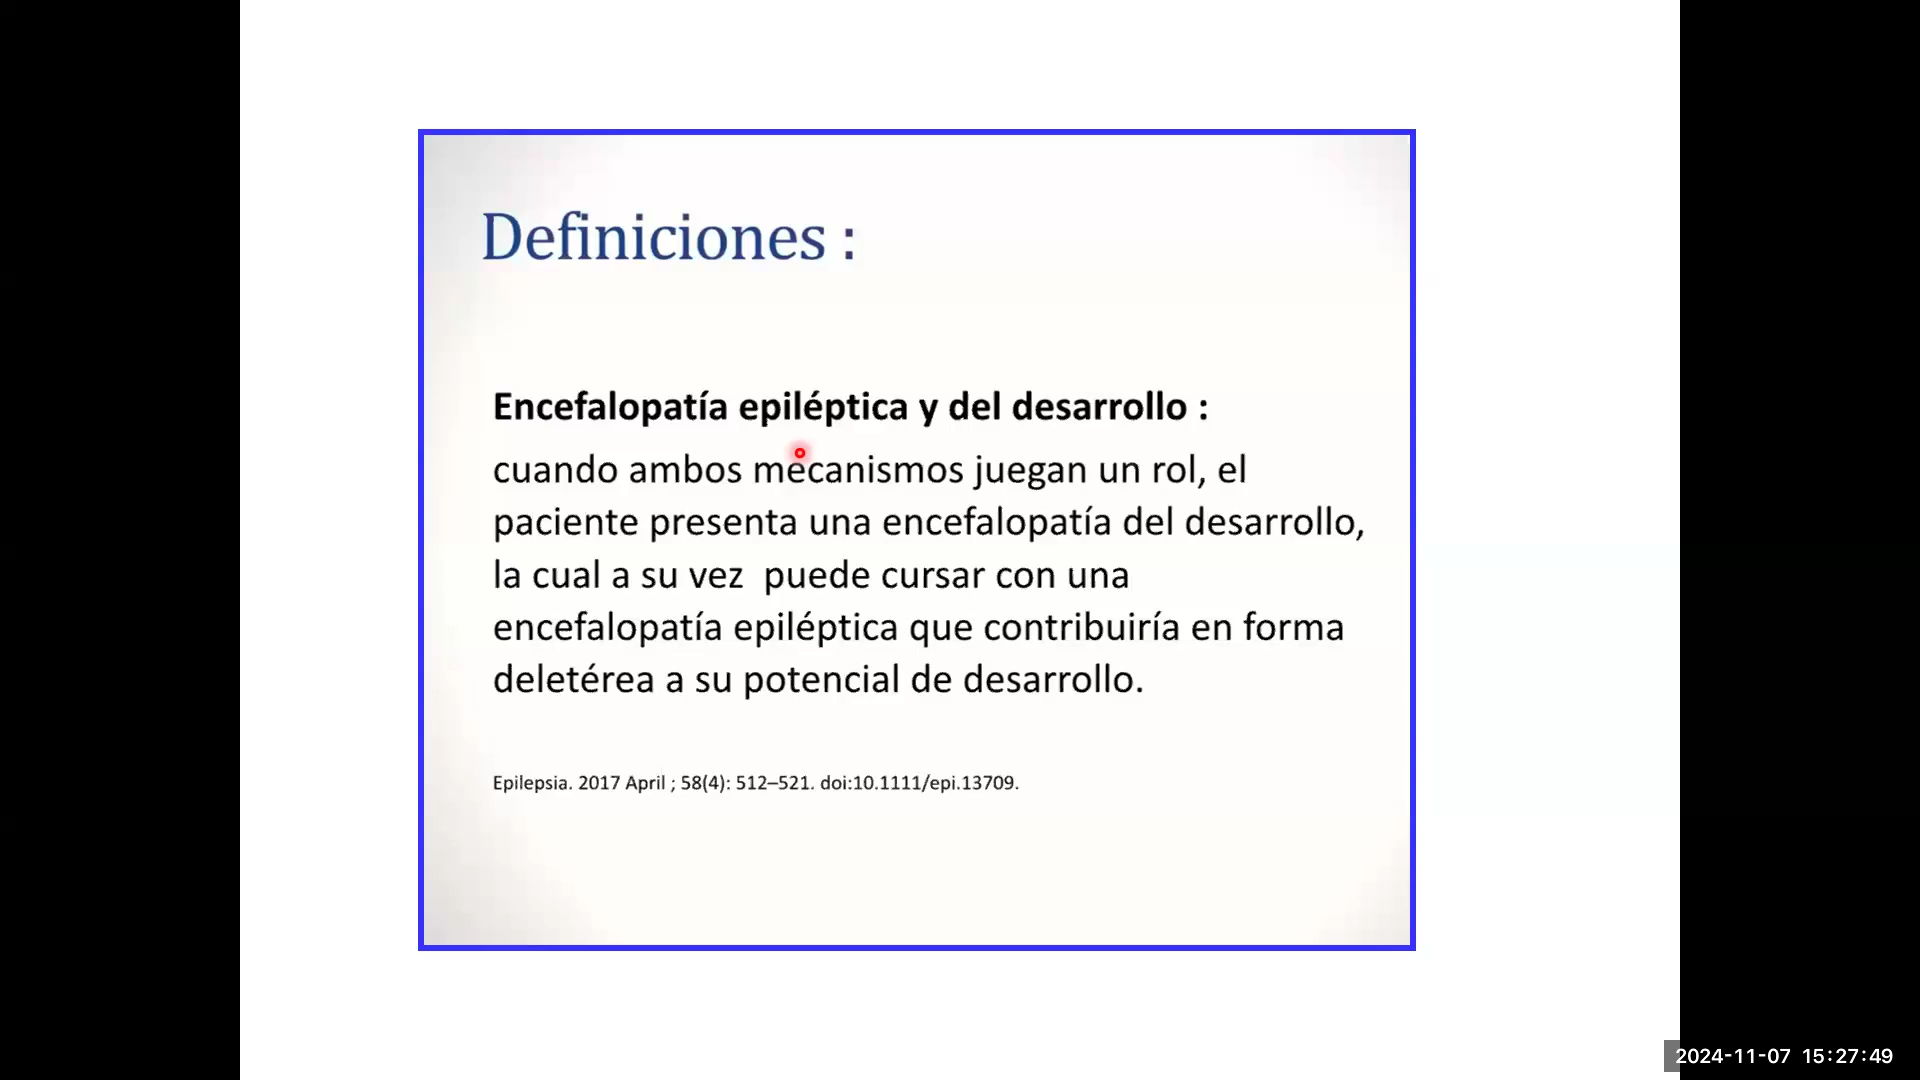 Definiciones :
Encefalopatía epiléptica y del desarrollo :
cuando ambos mecanismos juegan un rol, el
paciente presenta una encefalopatía del desarrollo,
la cual a su vez  puede cursar con una
encefalopatía epiléptica que contribuiría en forma
deletérea a su potencial de desarrollo.
Epilepsia. 2017 April ; 58(4): 512–521. doi:10.1111/epi.13709.
2024-11-07 15:27:49